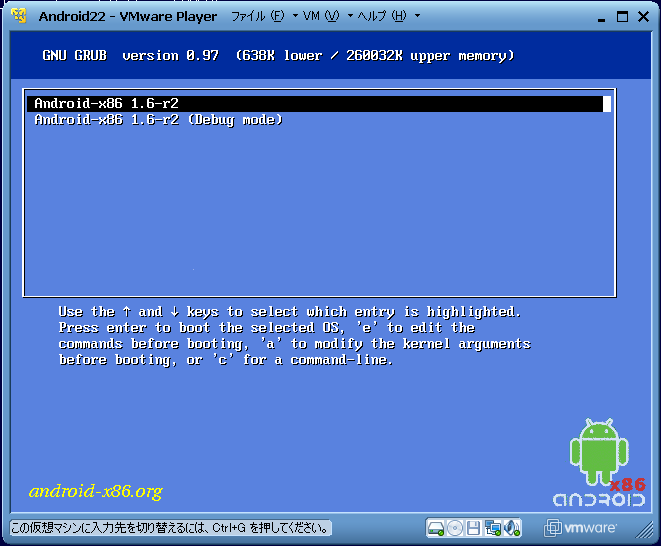 Android22 - VMware Player ファイル (F) VM (V) ヘルプ (H)
GNU GRUB version 0.97 (638K lower / 260032K upper memory)
Android-x86 1.6-r2
Android-x86 1.6-r2 (Debug mode)
Use the ↑ and ↓ keys to select which entry is highlighted.
Press enter to boot the selected OS, 'e' to edit the
commands before booting, 'a' to modify the kernel arguments
before booting, or 'c' for a command-line.
x86
android-x86.org
ANDROID
この仮想マシンに入力先を切り替えるには、Ctrl+G を押してください。
vmware